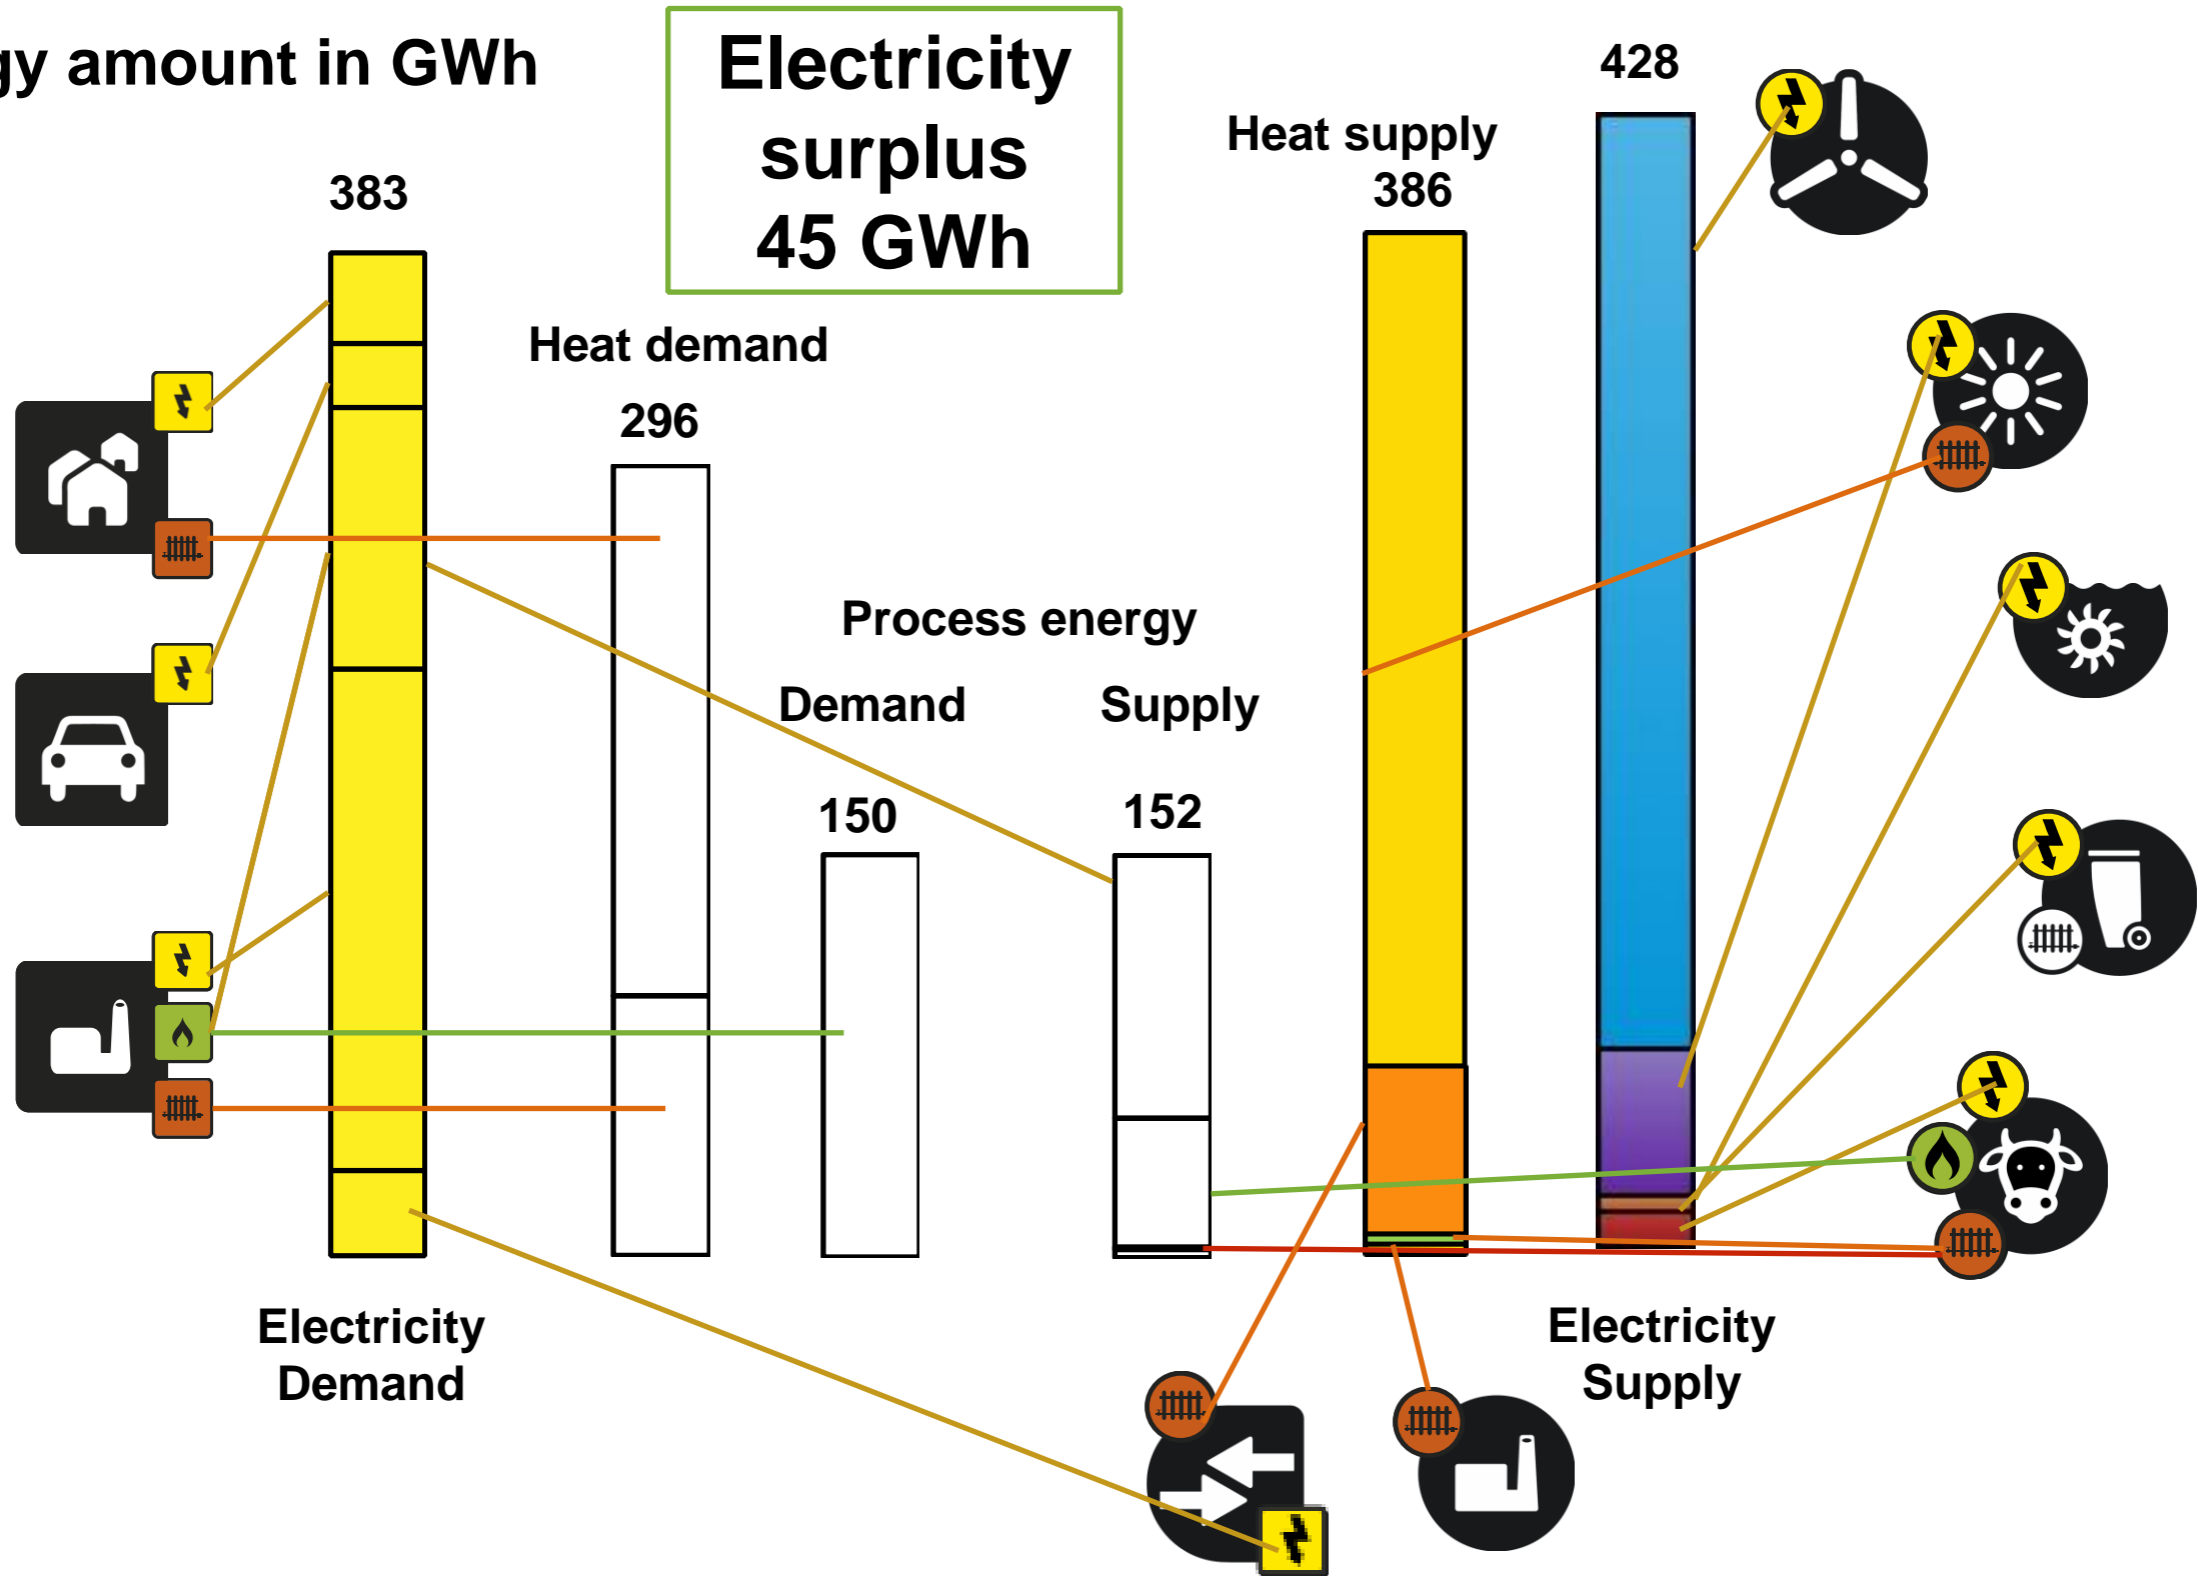 amount in GWh
Electricity
surplus
45 GWh
428
Heat supply
386
383
Heat demand
296
Process energy
Demand
Supply
150
152
Electricity
Demand
Electricity
Supply